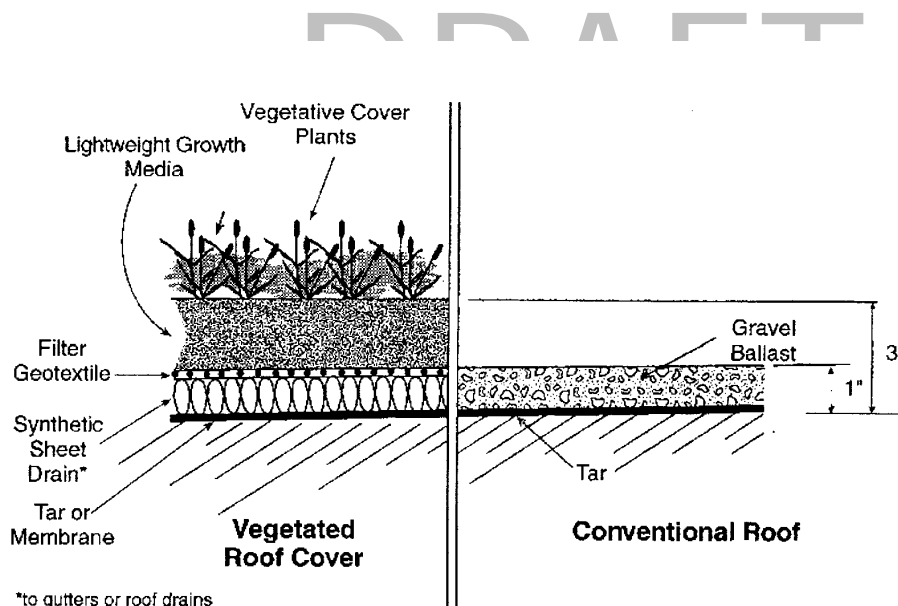 DRAFT
Vegetative Cover
Plants
Lightweight Growth
Media
Filter
Geotextile
Synthetic
Sheet
Drain*
Tar or
Membrane
Vegetated
Roof Cover
*to gutters or roof drains
Gravel
Ballast
1"
3
Tar
Conventional Roof